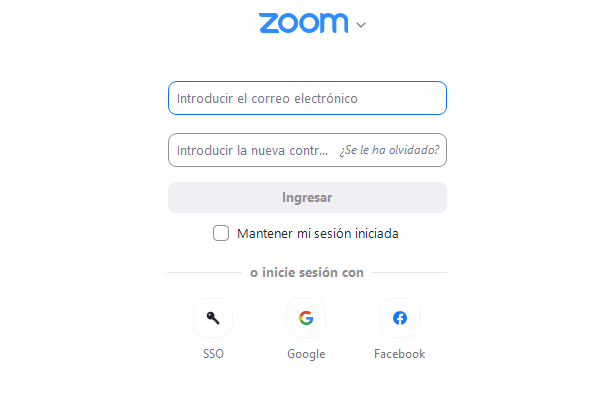 zoom
Introducir el correo electrónico
Introducir la nueva contr... ¿Se le ha olvidado?
Ingresar
Mantener mi sesión iniciada
o inicie sesión con
SSO Google Facebook